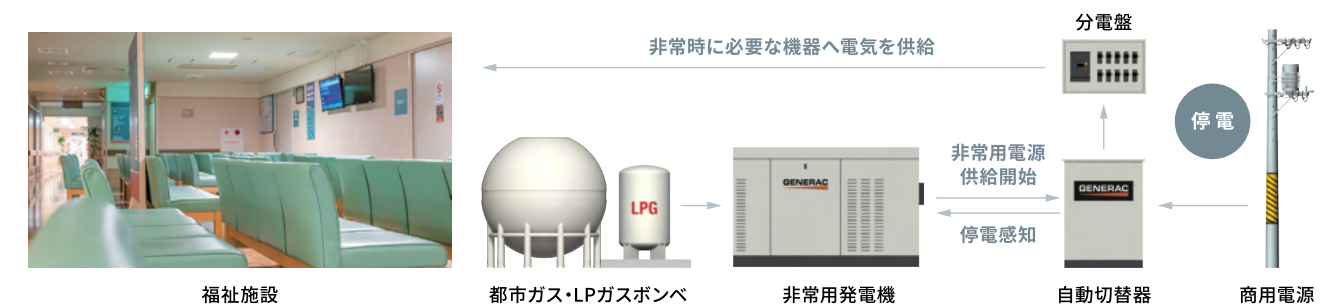 分電盤
非常時に必要な機器へ電気を供給
停電
非常用電源
供給開始
GENERAC
GENERAC
LPG
停電感知
福祉施設
都市ガス・LPガスボンベ
非常用発電機
自動切替器
商用電源